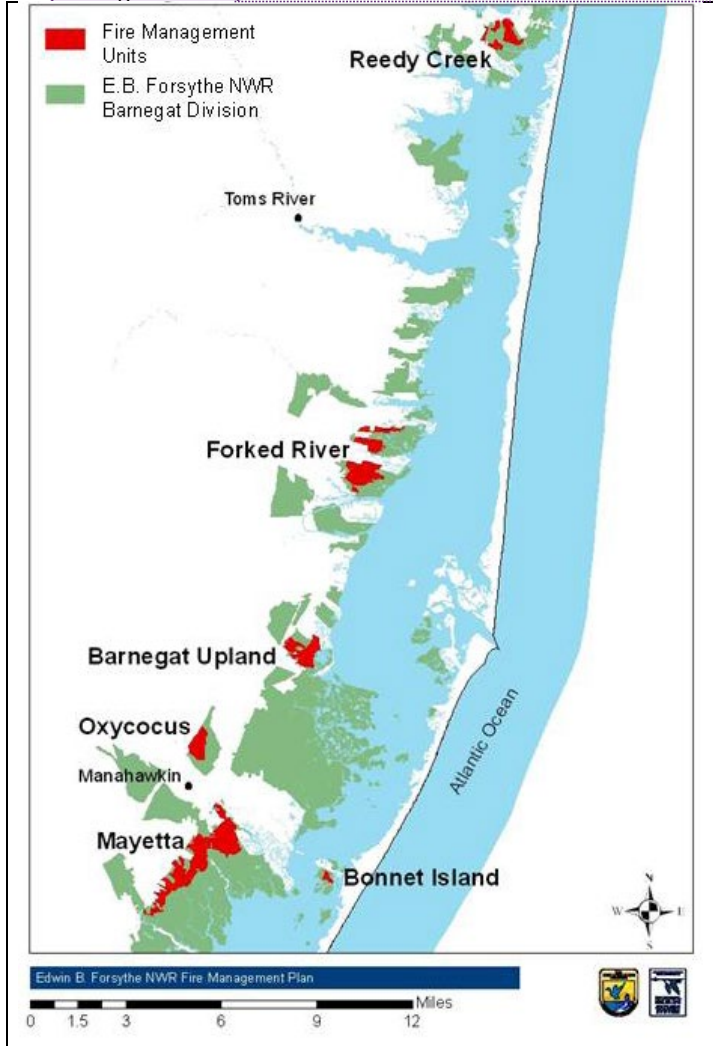 Fire Management
Units
E.B. Forsythe NWR
Barnegat Division
Reedy Creek
Toms River
Forked River
Barnegat Upland
Oxycocus
Manahawkin
Mayetta
Bonnet Island
Atlantic Ocean
N
W E
S
Edwin B. Forsythe NWR Fire Management Plan
Miles
0 1.5 3 6 9 12